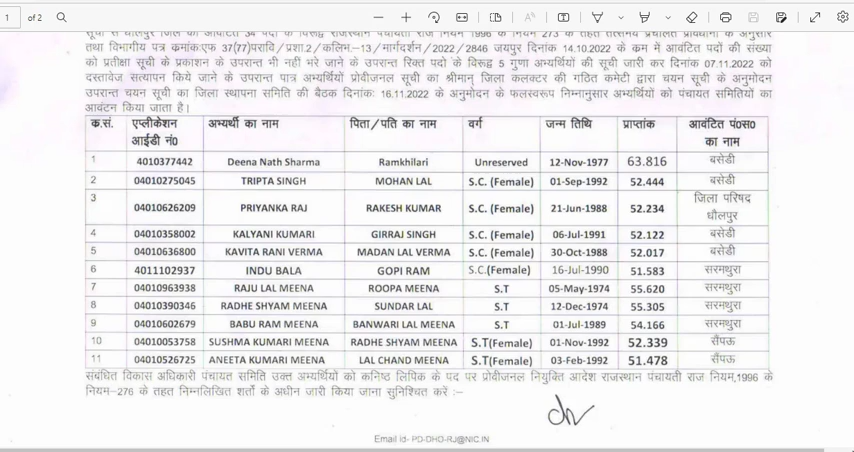 1 of 2
सूची से धौलपुर जिले को आवंटित 34 पदों के विरूद्ध राजस्थान पंचायती राज नियम 1996 के नियम 273 के तहत तत्समय प्रचलित प्रावधानों के अनुसार
तथा विभागीय पत्र क्रमांक:एफ 37(77)परावि/प्रशा.2/कलिभ.–13/मार्गदर्शन/2022/2846 जयपुर दिनांक 14.10.2022 के क्रम में आवंटित पदों की संख्या
को प्रतीक्षा सूची के प्रकाशन के उपरान्त भी नहीं भरे जाने के उपरान्त रिक्त पदो के विरूद्ध 5 गुणा अभ्यर्थियों की सूची जारी कर दिनांक 07.11.2022 को
दस्तावेज सत्यापन किये जाने के उपरान्त पात्र अभ्यर्थियों प्रोवीजनल सूची का श्रीमान् जिला कलक्टर की गठित कमेटी द्वारा चयन सूची के अनुमोदन
उपरान्त चयन सूची का जिला स्थापना समिति की बैठक दिनांकः 16.11.2022 के अनुमोदन के फलस्वरूप निम्नानुसार अभ्यर्थियों को पंचायत समितियों का
आवंटन किया जाता है।
क.सं. एप्लीकेशन आईडी नं0 अभ्यर्थी का नाम पिता/पति का नाम वर्ग जन्म तिथि प्राप्तांक आवंटित पं0स0 का नाम
1 4010377442 Deena Nath Sharma Ramkhilari Unreserved 12-Nov-1977 63.816 बसेडी
2 04010275045 TRIPTA SINGH MOHAN LAL S.C. (Female) 01-Sep-1992 52.444 बसेडी
3 04010626209 PRIYANKA RAJ RAKESH KUMAR S.C. (Female) 21-Jun-1988 52.234 जिला परिषद धौलपुर
4 04010358002 KALYANI KUMARI GIRRAJ SINGH S.C. (Female) 06-Jul-1991 52.122 बसेडी
5 04010636800 KAVITA RANI VERMA MADAN LAL VERMA S.C. (Female) 30-Oct-1988 52.017 बसेडी
6 4011102937 INDU BALA GOPI RAM S.C.(Female) 16-Jul-1990 51.583 सरमथुरा
7 04010963938 RAJU LAL MEENA ROOPA MEENA S.T 05-May-1974 55.620 सरमथुरा
8 04010390346 RADHE SHYAM MEENA SUNDAR LAL S.T 12-Dec-1974 55.305 सरमथुरा
9 04010602679 BABU RAM MEENA BANWARI LAL MEENA S.T 01-Jul-1989 54.166 सरमथुरा
10 04010053758 SUSHMA KUMARI MEENA RADHE SHYAM MEENA S.T(Female) 01-Nov-1992 52.339 सैंपऊ
11 04010526725 ANEETA KUMARI MEENA LAL CHAND MEENA S.T(Female) 03-Feb-1992 51.478 सैंपऊ
संबंधित विकास अधिकारी पंचायत समिति उक्त अभ्यर्थियों को कनिष्ठ लिपिक के पद पर प्रोवीजनल नियुक्ति आदेश राजस्थान पंचायती राज नियम,1996 के
नियम–276 के तहत निम्नलिखित शर्तो के अधीन जारी किया जाना सुनिश्चित करें :–
Email id- PD-DHO-RJ@NIC.IN